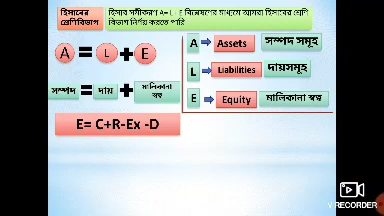 হিসাবের শ্রেণিবিভাগ
হিসাব সমীকরণ A=L+E বিশ্লেষণের মাধ্যমে আমরা হিসাবের শ্রেণি
বিভাগ নির্ণয় করতে পারি
A = L + E
সম্পদ = দায় + মালিকানা স্বত্ব
E= C+R-Ex -D
A Assets সম্পদ সমূহ
L Liabilities দায়সমূহ
E Equity মালিকানা স্বত্ব
V RECORDER